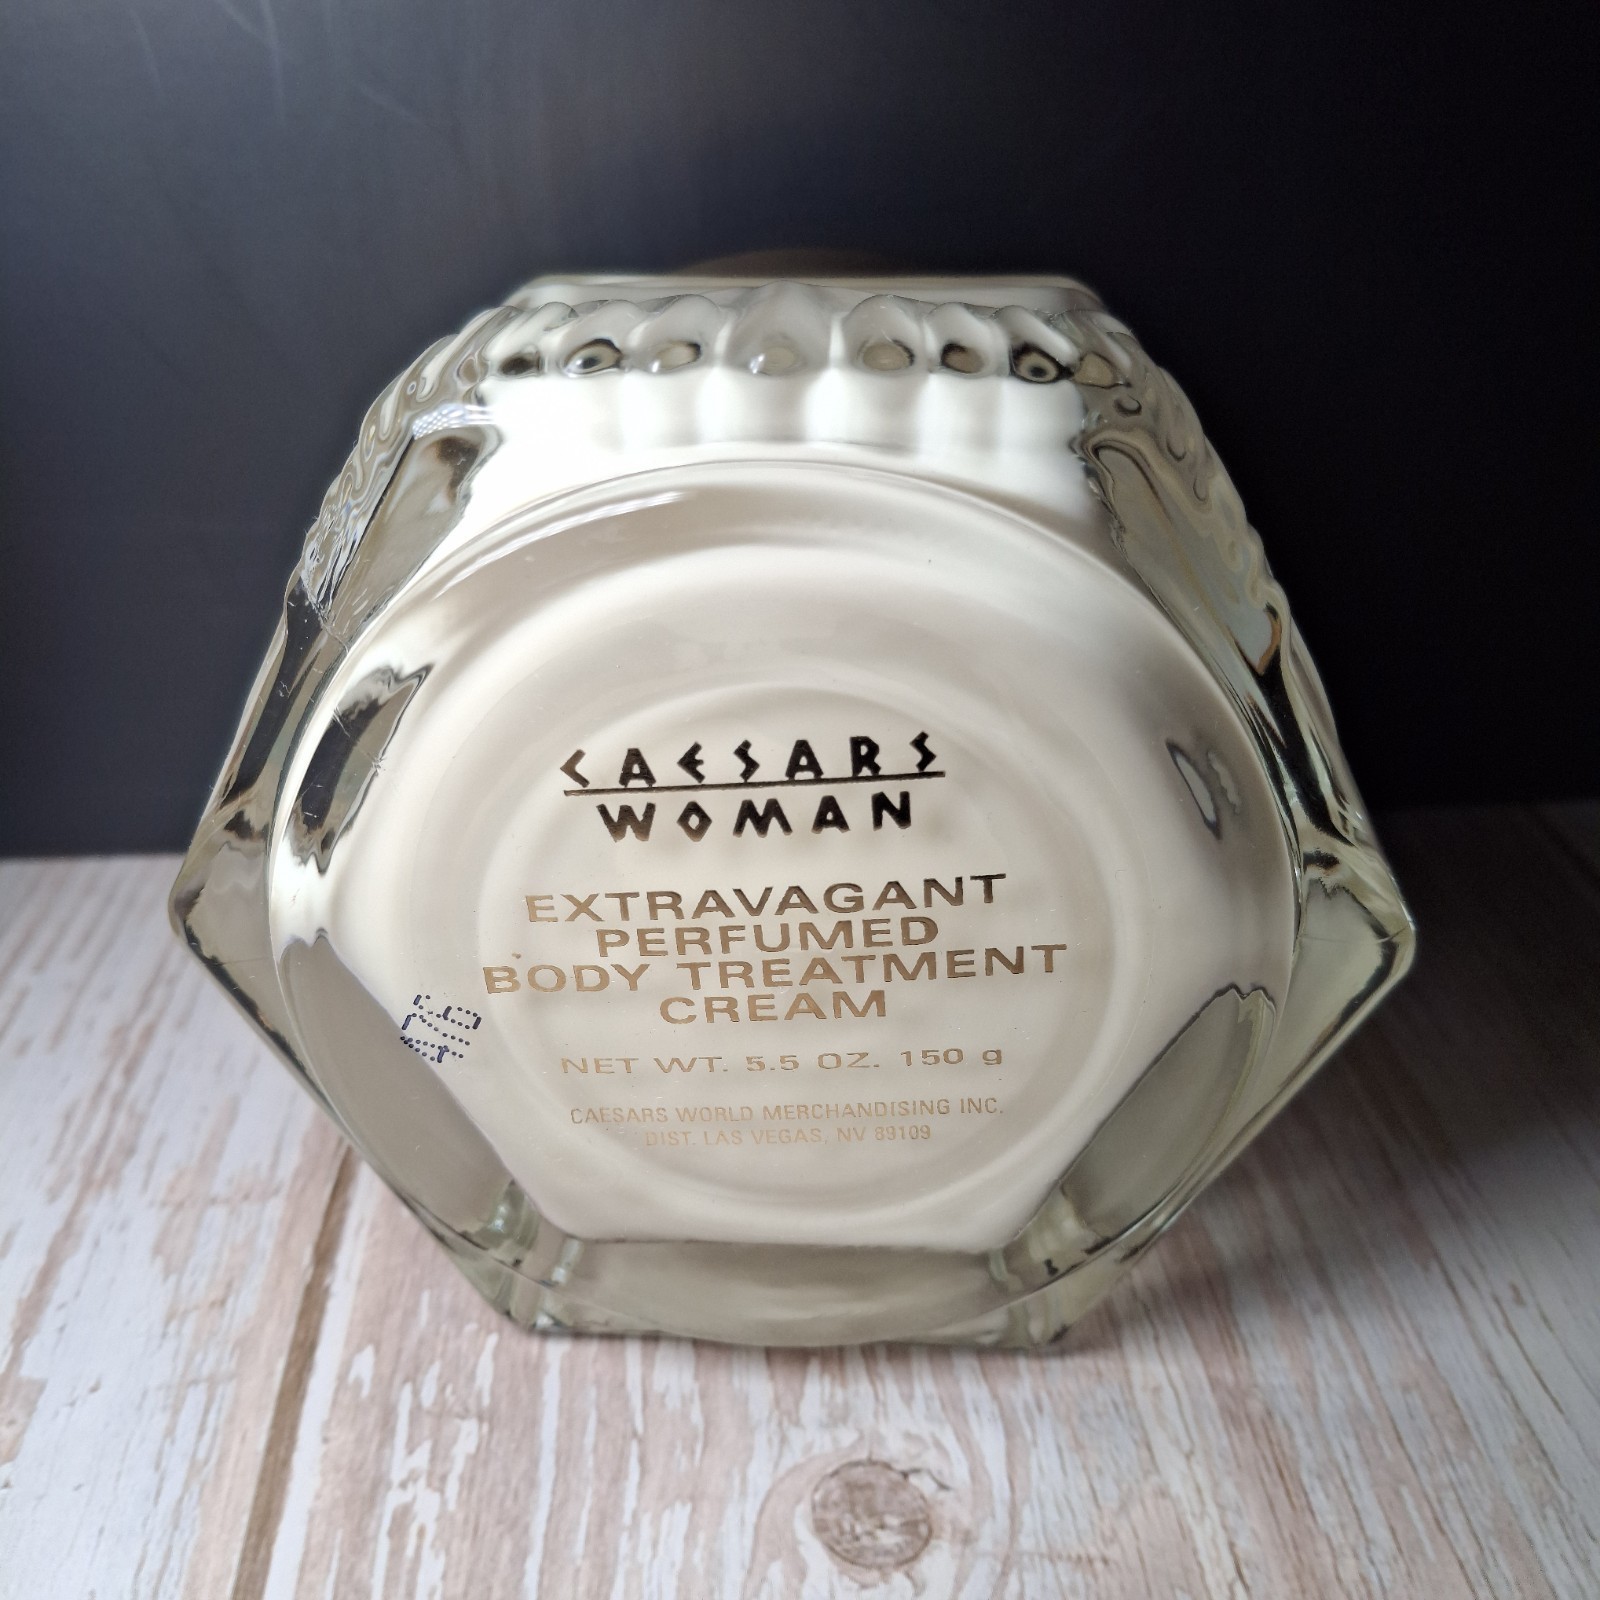 CAESARS
WOMAN
EXTRAVAGANT
PERFUMED
BODY TREATMENT
CREAM
NET WT. 5.5 OZ. 150 g
CAESARS WORLD MERCHANDISING INC.
DIST. LAS VEGAS, NV 89109